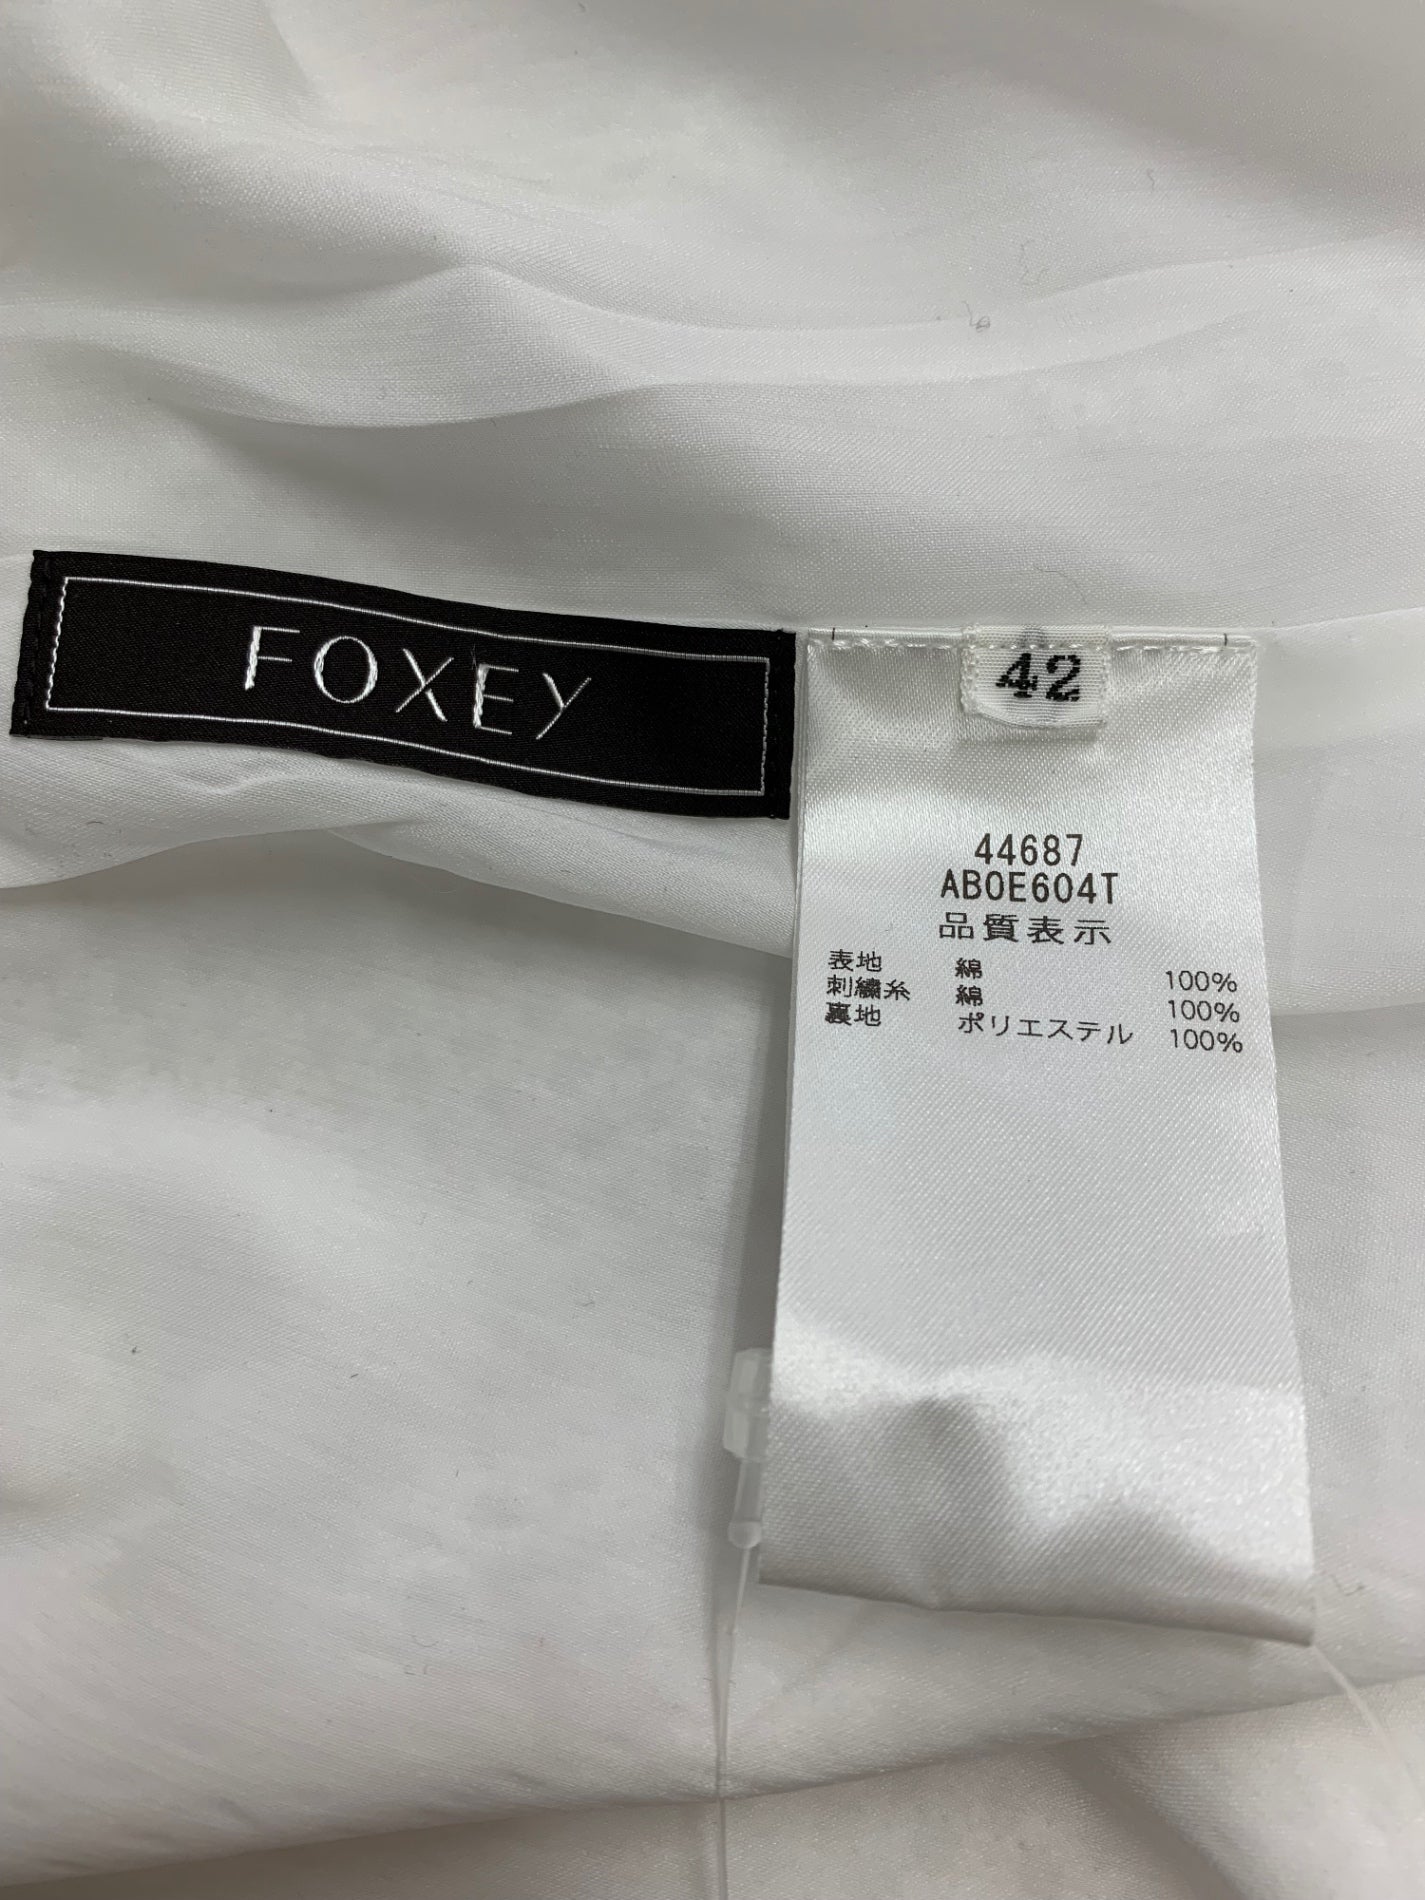 FOXEY
42
44687
AB0E604T
品質表示
表地 綿 100%
刺繍糸 綿 100%
裏地 ポリエステル 100%